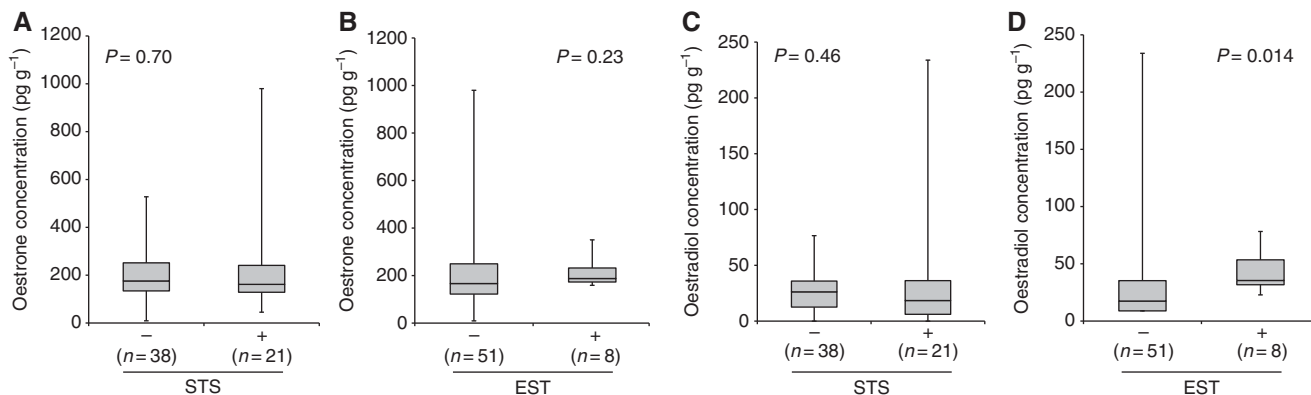 A
Oestrone concentration (pg g⁻¹)
1200
1000
800
600
400
200
0
P = 0.70
−
+
(n = 38)
(n = 21)
STS
B
Oestrone concentration (pg g⁻¹)
1200
1000
800
600
400
200
0
P = 0.23
−
+
(n = 51)
(n = 8)
EST
C
Oestradiol concentration (pg g⁻¹)
250
200
150
100
50
0
P = 0.46
−
+
(n = 38)
(n = 21)
STS
D
Oestradiol concentration (pg g⁻¹)
250
200
150
100
50
0
P = 0.014
−
+
(n = 51)
(n = 8)
EST